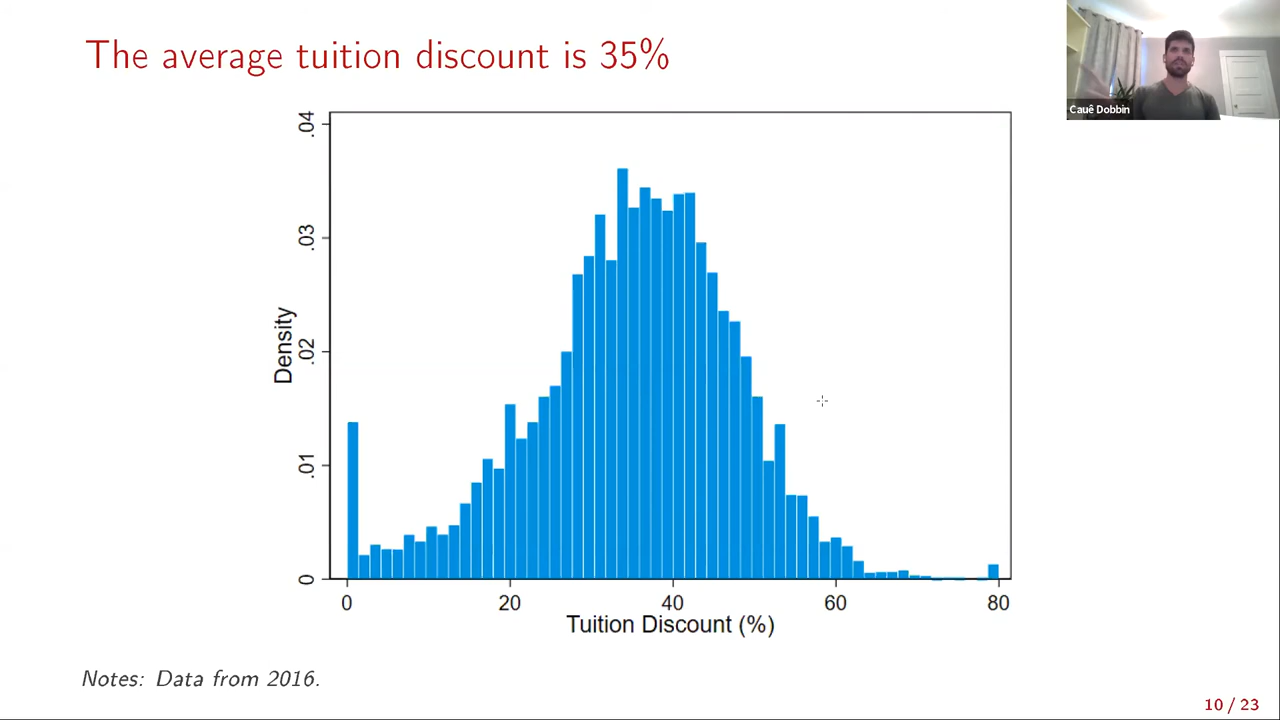 The average tuition discount is 35%
Cauê Dobbin
.04
.03
.02
.01
0
Density
0 20 40 60 80
Tuition Discount (%)
Notes: Data from 2016.
10 / 23